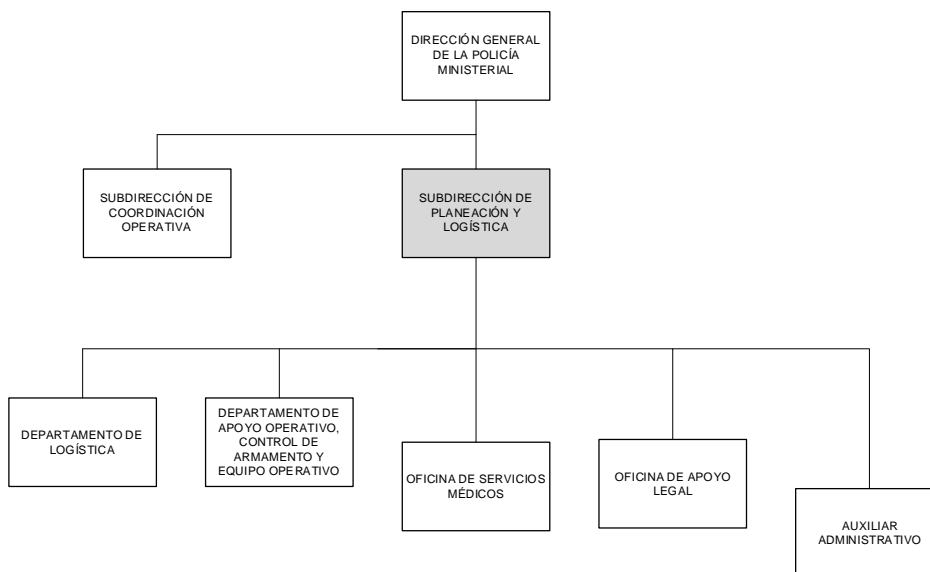 DIRECCIÓN GENERAL
DE LA POLICÍA
MINISTERIAL
SUBDIRECCIÓN DE
COORDINACIÓN
OPERATIVA
SUBDIRECCIÓN DE
PLANEACIÓN Y
LOGÍSTICA
DEPARTAMENTO DE
LOGÍSTICA
DEPARTAMENTO DE
APOYO OPERATIVO,
CONTROL DE
ARMAMENTO Y
EQUIPO OPERATIVO
OFICINA DE SERVICIOS
MÉDICOS
OFICINA DE APOYO
LEGAL
AUXILIAR
ADMINISTRATIVO